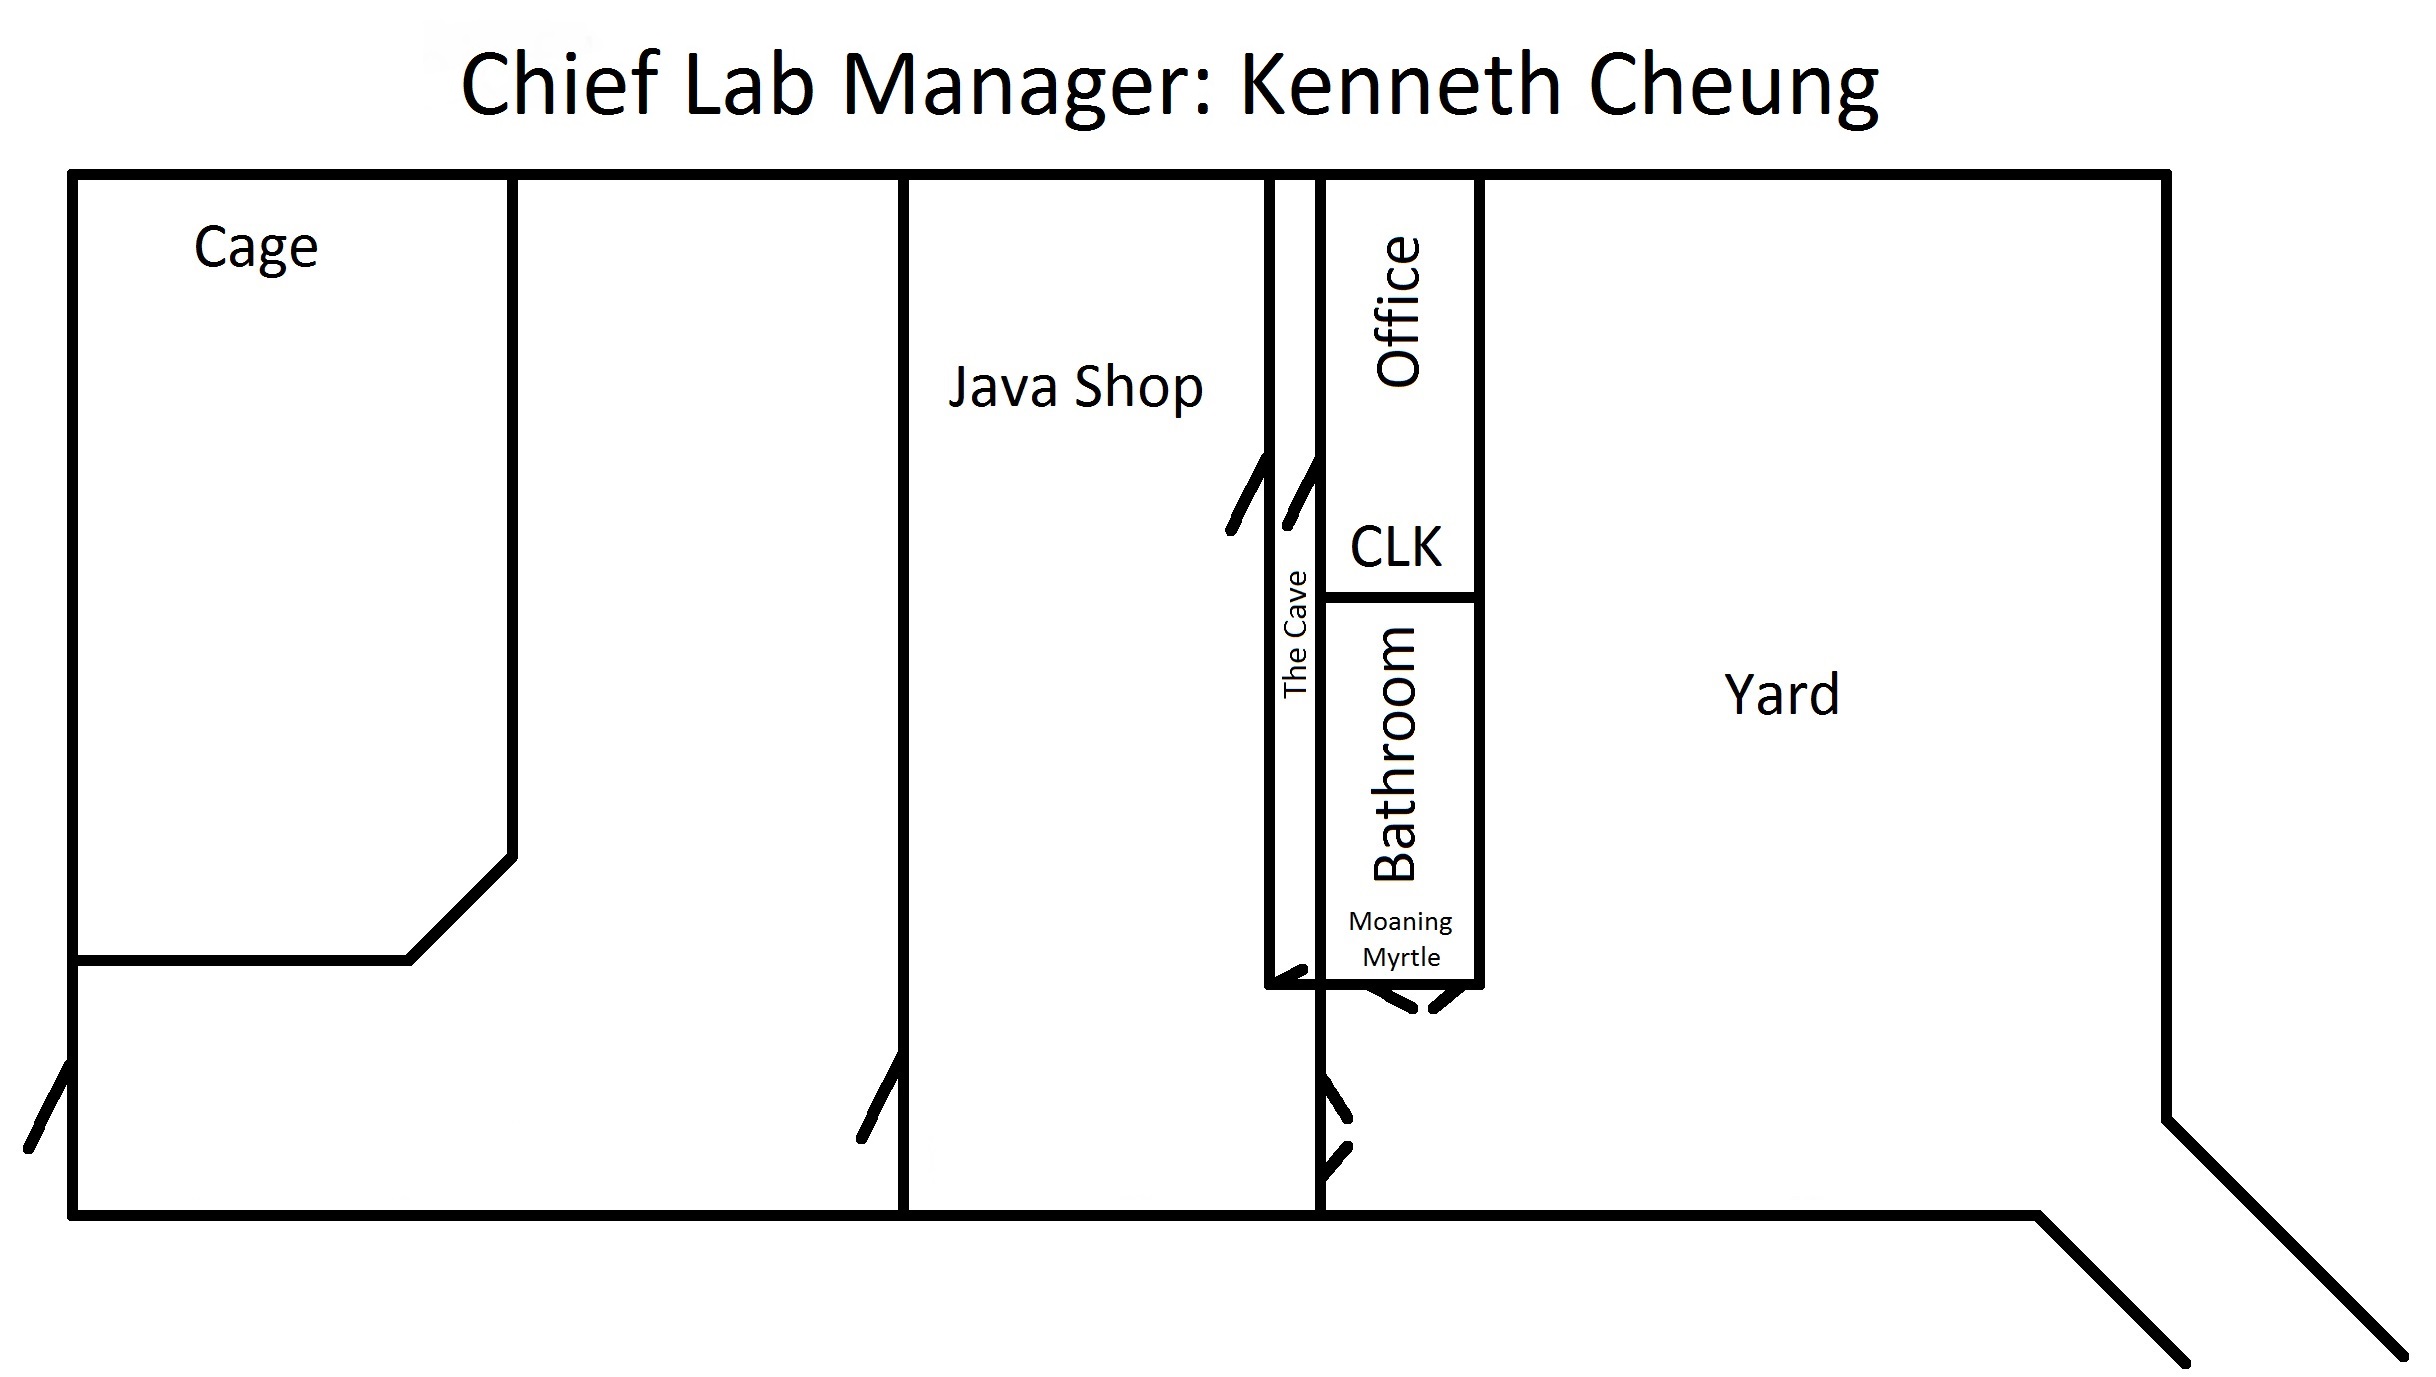 Chief Lab Manager: Kenneth Cheung
Cage
Java Shop
The Cave
Office
CLK
Bathroom
Moaning
Myrtle
Yard